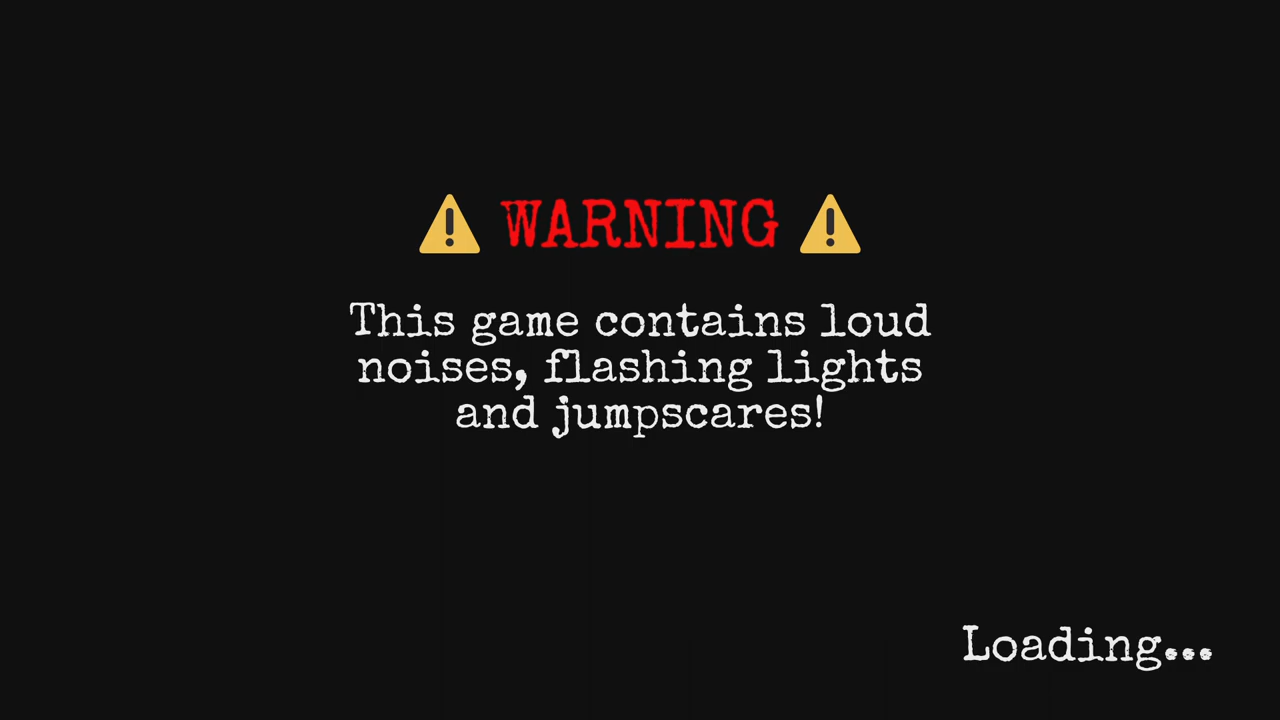 ⚠ WARNING ⚠
This game contains loud
noises, flashing lights
and jumpscares!
Loading...